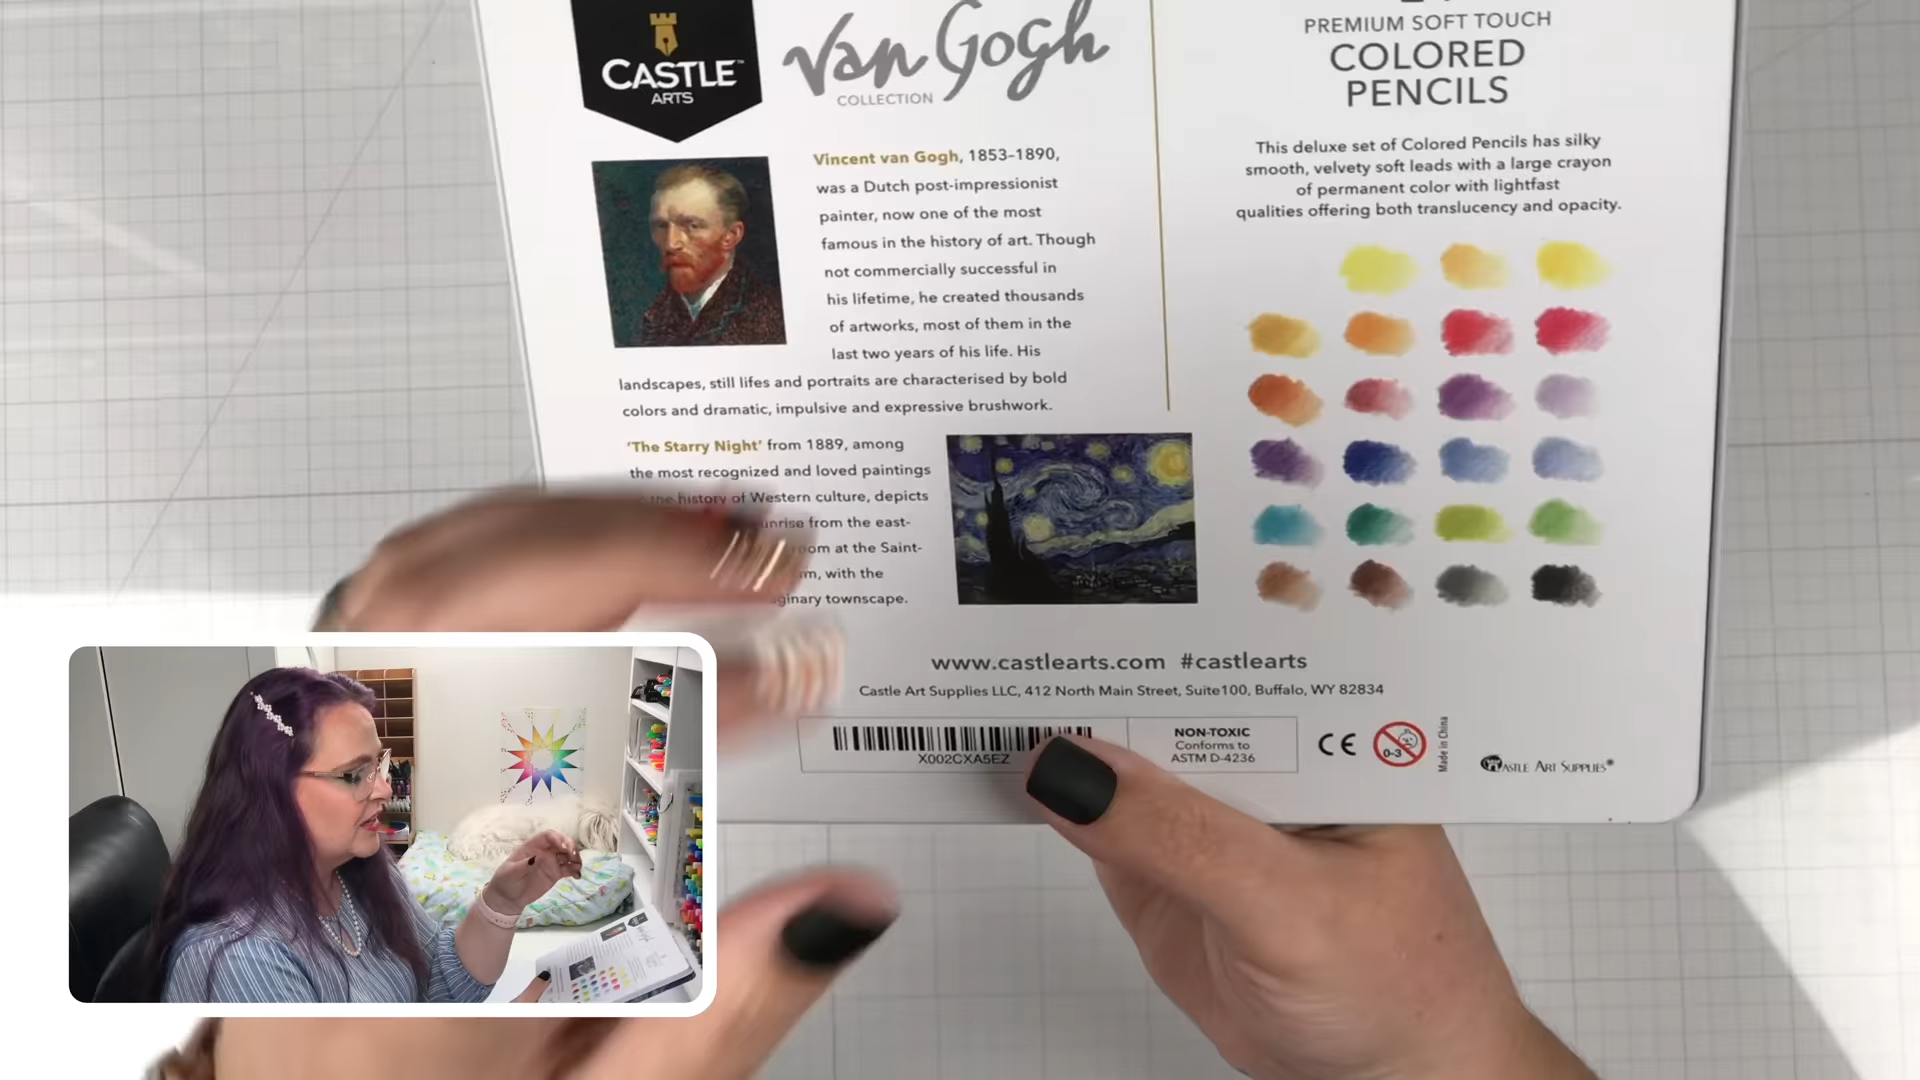 CASTLE™
ARTS
Van Gogh
COLLECTION
Vincent van Gogh, 1853–1890,
was a Dutch post-impressionist
painter, now one of the most
famous in the history of art. Though
not commercially successful in
his lifetime, he created thousands
of artworks, most of them in the
last two years of his life. His
landscapes, still lifes and portraits are characterised by bold
colors and dramatic, impulsive and expressive brushwork.
'The Starry Night' from 1889, among
the most recognized and loved paintings
the history of Western culture, depicts
from the east-
at the Saint-
with the
townscape.
PREMIUM SOFT TOUCH
COLORED
PENCILS
This deluxe set of Colored Pencils has silky
smooth, velvety soft leads with a large crayon
of permanent color with lightfast
qualities offering both translucency and opacity.
www.castlearts.com #castlearts
Castle Art Supplies LLC, 412 North Main Street, Suite100, Buffalo, WY 82834
X002CXA5EZ
NON-TOXIC
Conforms to
ASTM D-4236
CE
0-3
Made in China
CASTLE ART SUPPLIES®